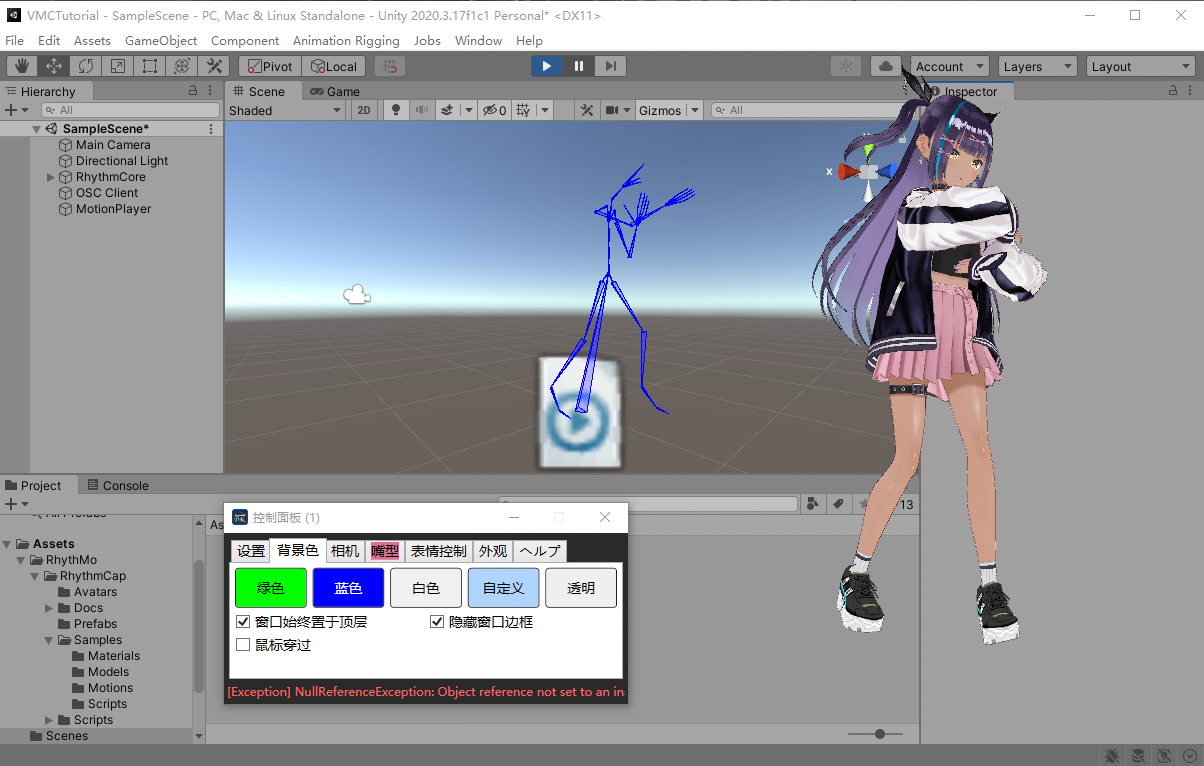 VMCTutorial - SampleScene - PC, Mac & Linux Standalone - Unity 2020.3.17f1c1 Personal* <DX11>
File Edit Assets GameObject Component Animation Rigging Jobs Window Help
Pivot Local Account Layers Layout
Hierarchy Scene Game Inspector
All Shaded 2D 0 Gizmos All
SampleScene*
Main Camera
Directional Light
RhythmCore
OSC Client
MotionPlayer
x
Project Console
13
All Prefabs As
Assets
RhythMo
RhythmCap
Avatars
Docs
Prefabs
Samples
Materials
Models
Motions
Scripts
Scripts
Scenes
控制面板 (1)
设置 背景色 相机 嘴型 表情控制 外观 ヘルプ
绿色 蓝色 白色 自定义 透明
窗口始终置于顶层 隐藏窗口边框
鼠标穿过
[Exception] NullReferenceException: Object reference not set to an in